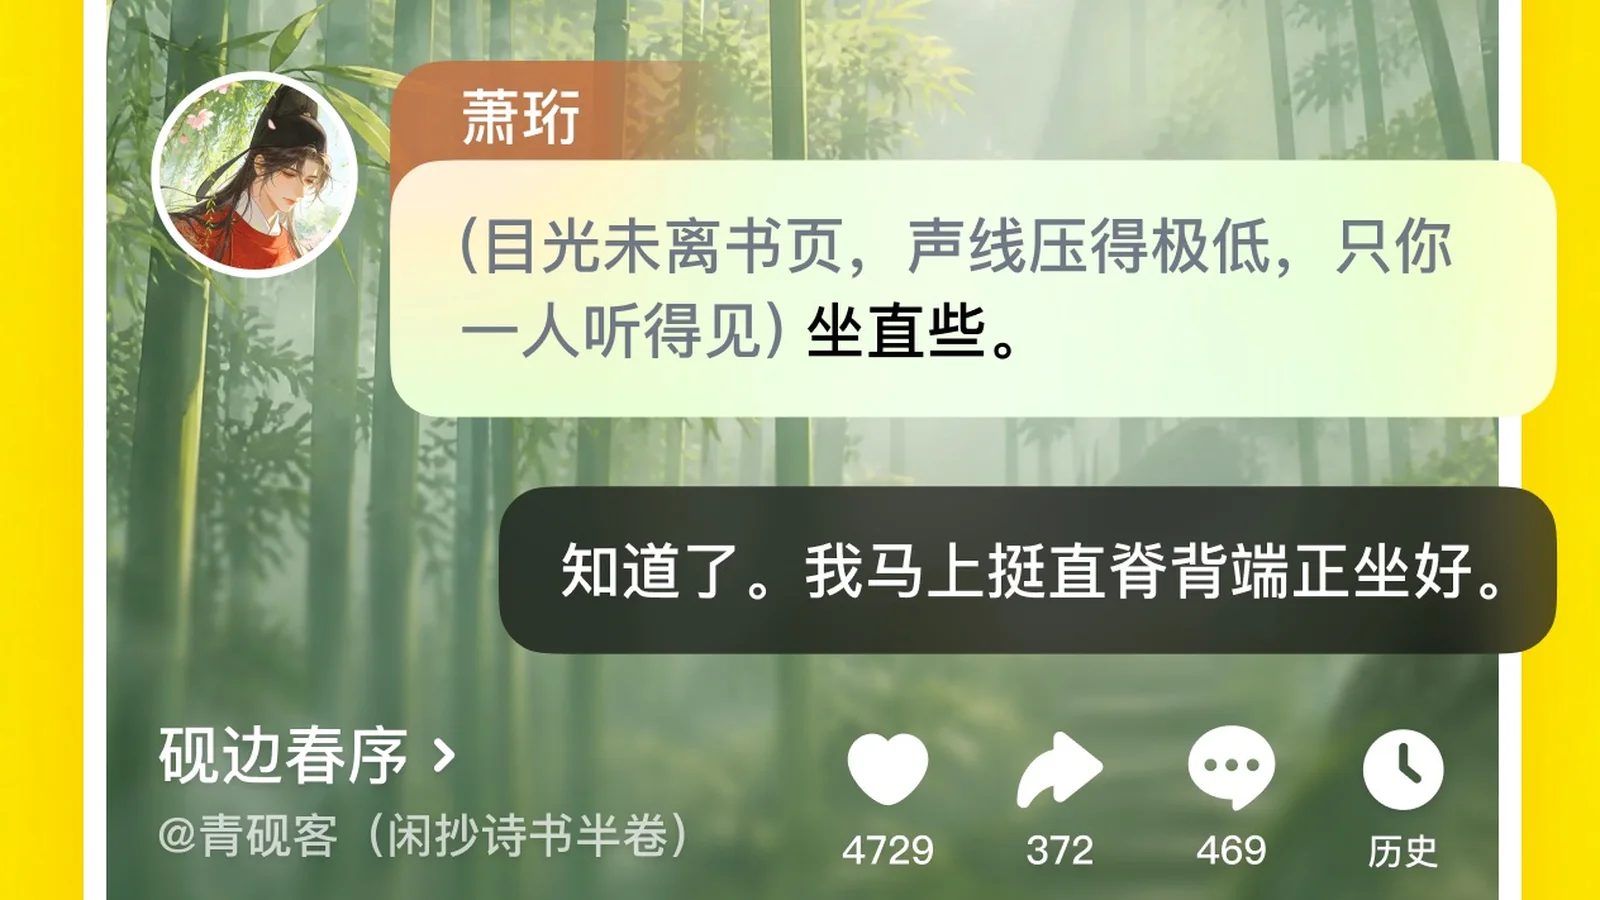 萧珩
(目光未离书页，声线压得极低，只你
一人听得见) 坐直些。
知道了。我马上挺直脊背端正坐好。
砚边春序 >
@青砚客（闲抄诗书半卷）
4729
372
469
历史